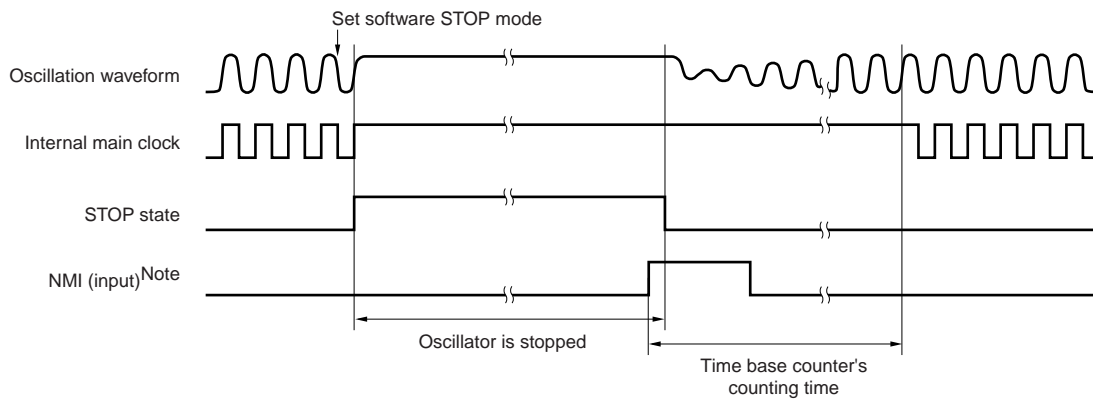 Set software STOP mode
Oscillation waveform
Internal main clock
STOP state
NMI (input)Note
Oscillator is stopped
Time base counter's
counting time